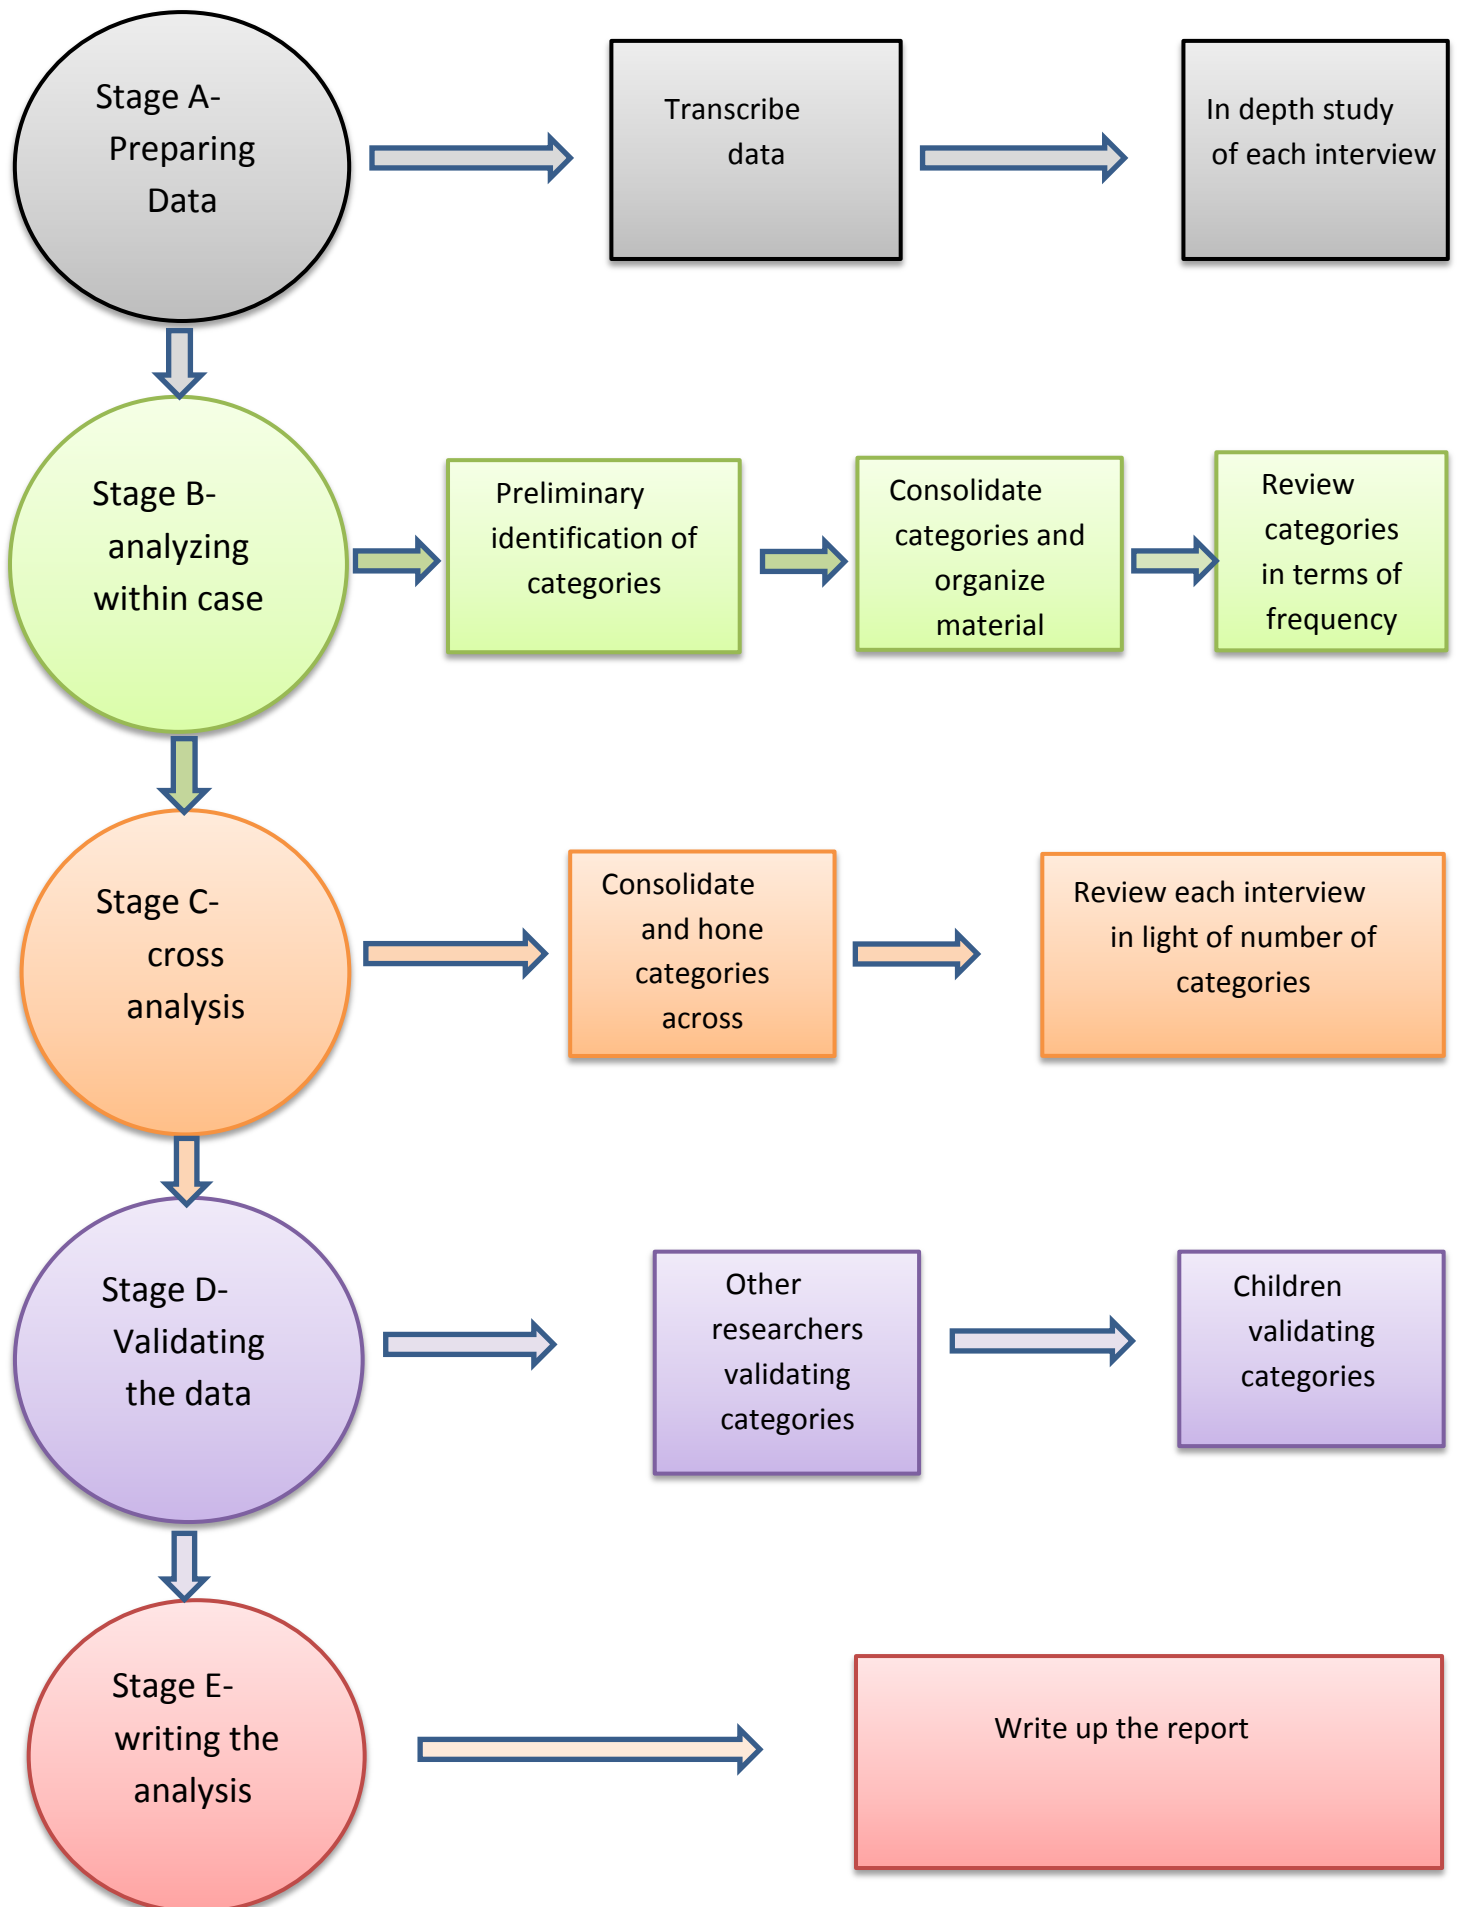 Stage A-
Preparing
Data
Transcribe
data
In depth study
of each interview
Stage B-
analyzing
within case
Preliminary
identification of
categories
Consolidate
categories and
organize
material
Review
categories
in terms of
frequency
Stage C-
cross
analysis
Consolidate
and hone
categories
across
Review each interview
in light of number of
categories
Stage D-
Validating
the data
Other
researchers
validating
categories
Children
validating
categories
Stage E-
writing the
analysis
Write up the report